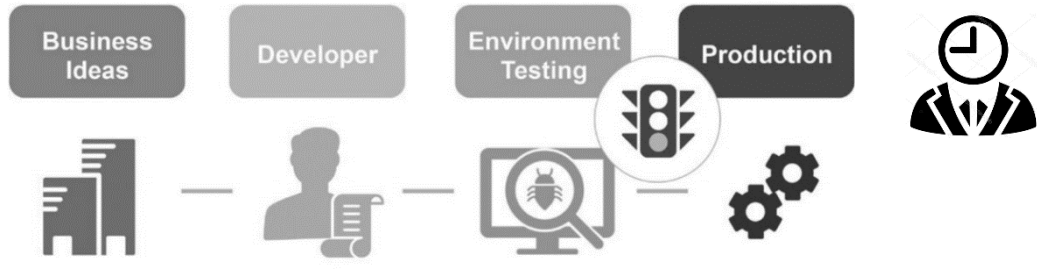 Business
Ideas
Developer
Environment
Testing
Production